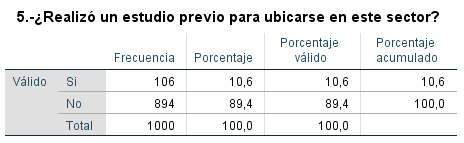 5.-¿Realizó un estudio previo para ubicarse en este sector?
Frecuencia Porcentaje Porcentaje válido Porcentaje acumulado
Válido Si 106 10,6 10,6 10,6
No 894 89,4 89,4 100,0
Total 1000 100,0 100,0